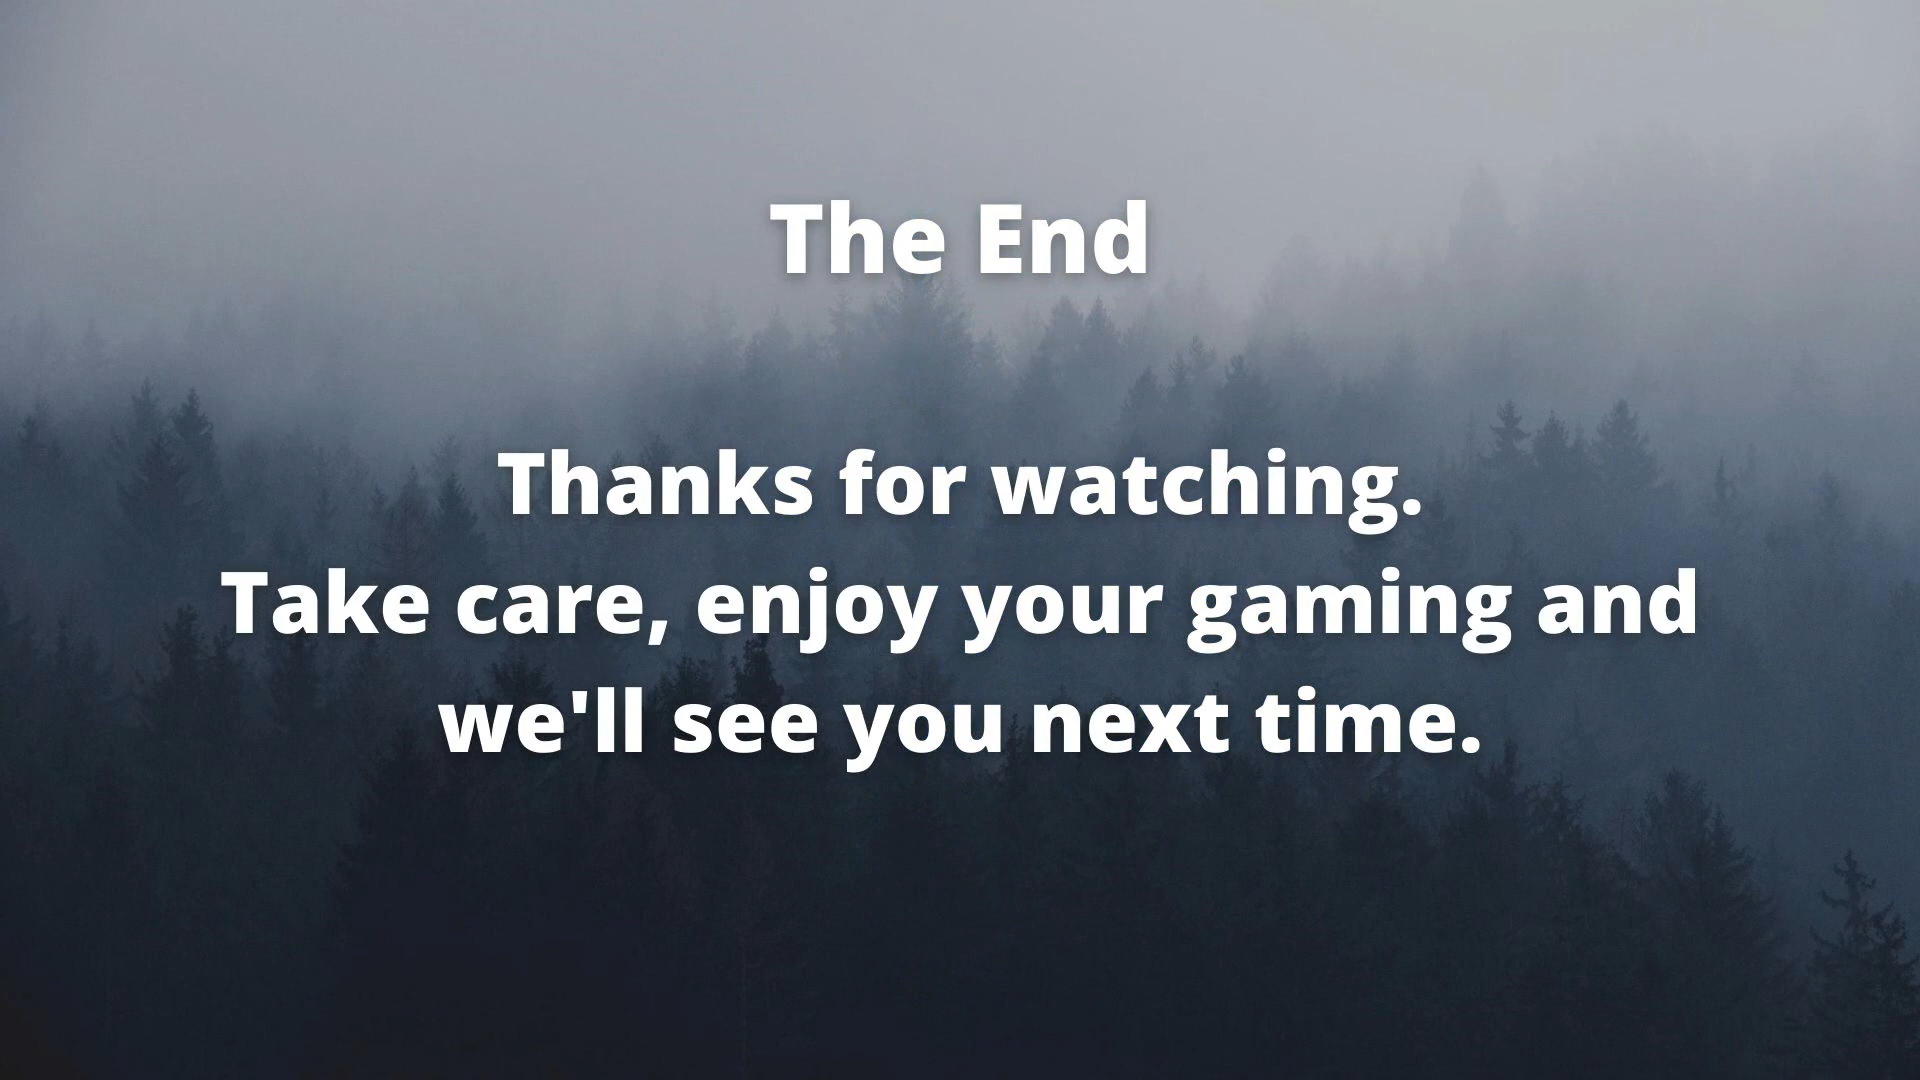 The End
Thanks for watching.
Take care, enjoy your gaming and
we'll see you next time.